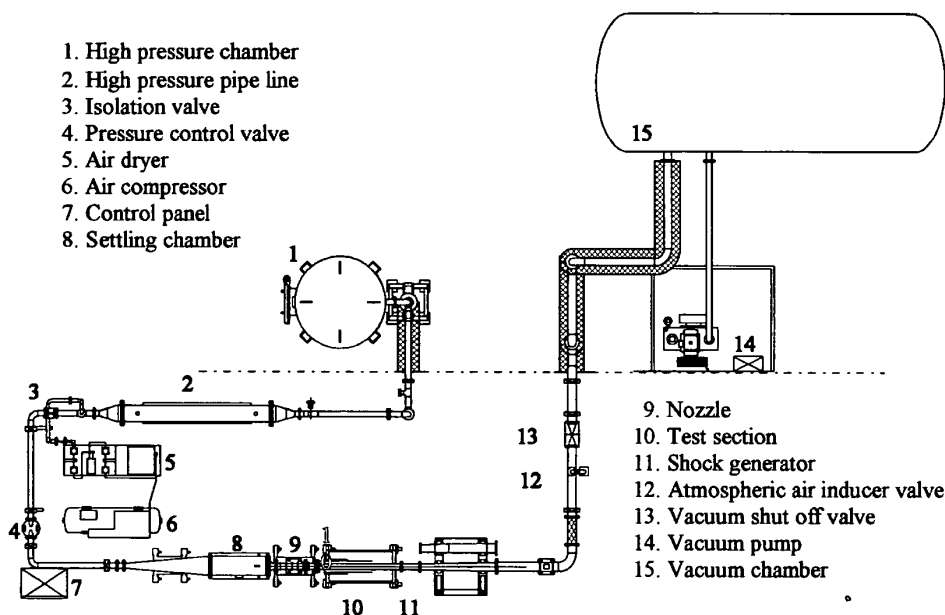 1. High pressure chamber
2. High pressure pipe line
3. Isolation valve
4. Pressure control valve
5. Air dryer
6. Air compressor
7. Control panel
8. Settling chamber
15
1
14
2
3
5
4
6
8
9
7
10
11
13
12
9. Nozzle
10. Test section
11. Shock generator
12. Atmospheric air inducer valve
13. Vacuum shut off valve
14. Vacuum pump
15. Vacuum chamber